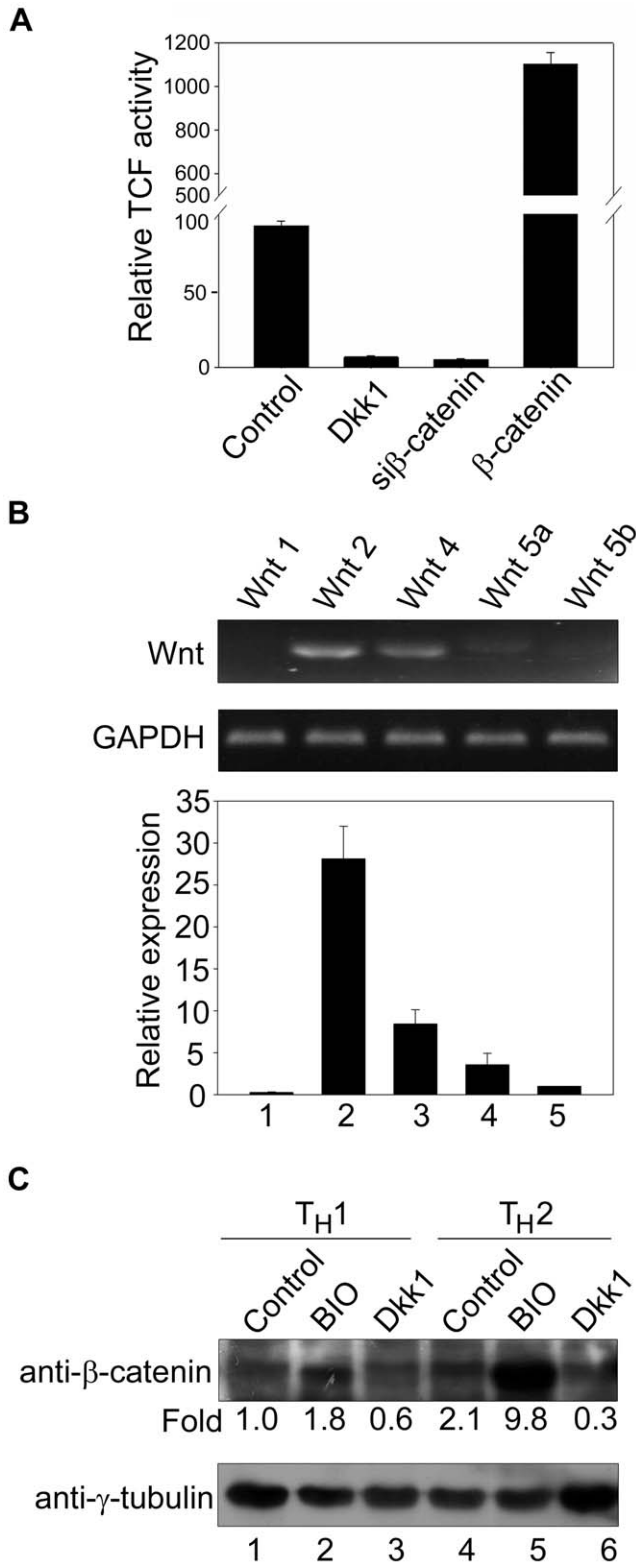 A
Relative TCF activity
1200
1000
800
600
500
100
50
0
Control
Dkk1
siβ-catenin
β-catenin
B
Wnt 1
Wnt 2
Wnt 4
Wnt 5a
Wnt 5b
Wnt
GAPDH
Relative expression
35
30
25
20
15
10
5
0
1 2 3 4 5
C
TH1 TH2
Control BIO Dkk1 Control BIO Dkk1
anti-β-catenin
Fold 1.0 1.8 0.6 2.1 9.8 0.3
anti-γ-tubulin
1 2 3 4 5 6